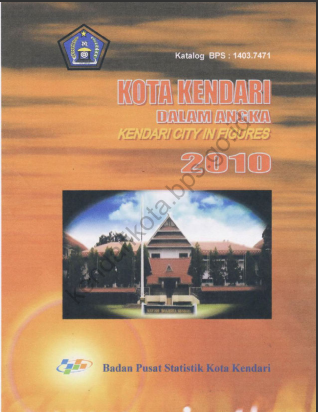 Katalog BPS : 1403.7471
KOTA KENDARI
DALAM ANGKA
KENDARI CITY IN FIGURES
2010
Badan Pusat Statistik Kota Kendari